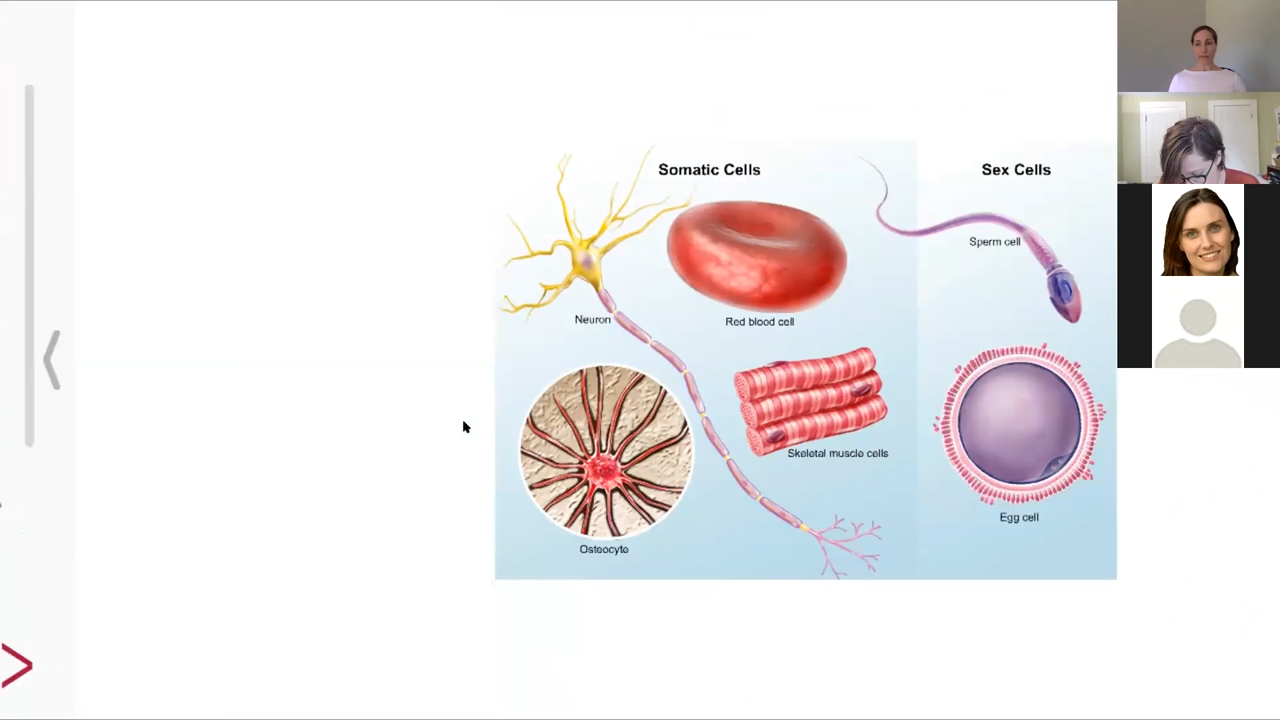 Somatic Cells
Sex Cells
Sperm cell
Neuron
Red blood cell
Skeletal muscle cells
Egg cell
Osteocyte